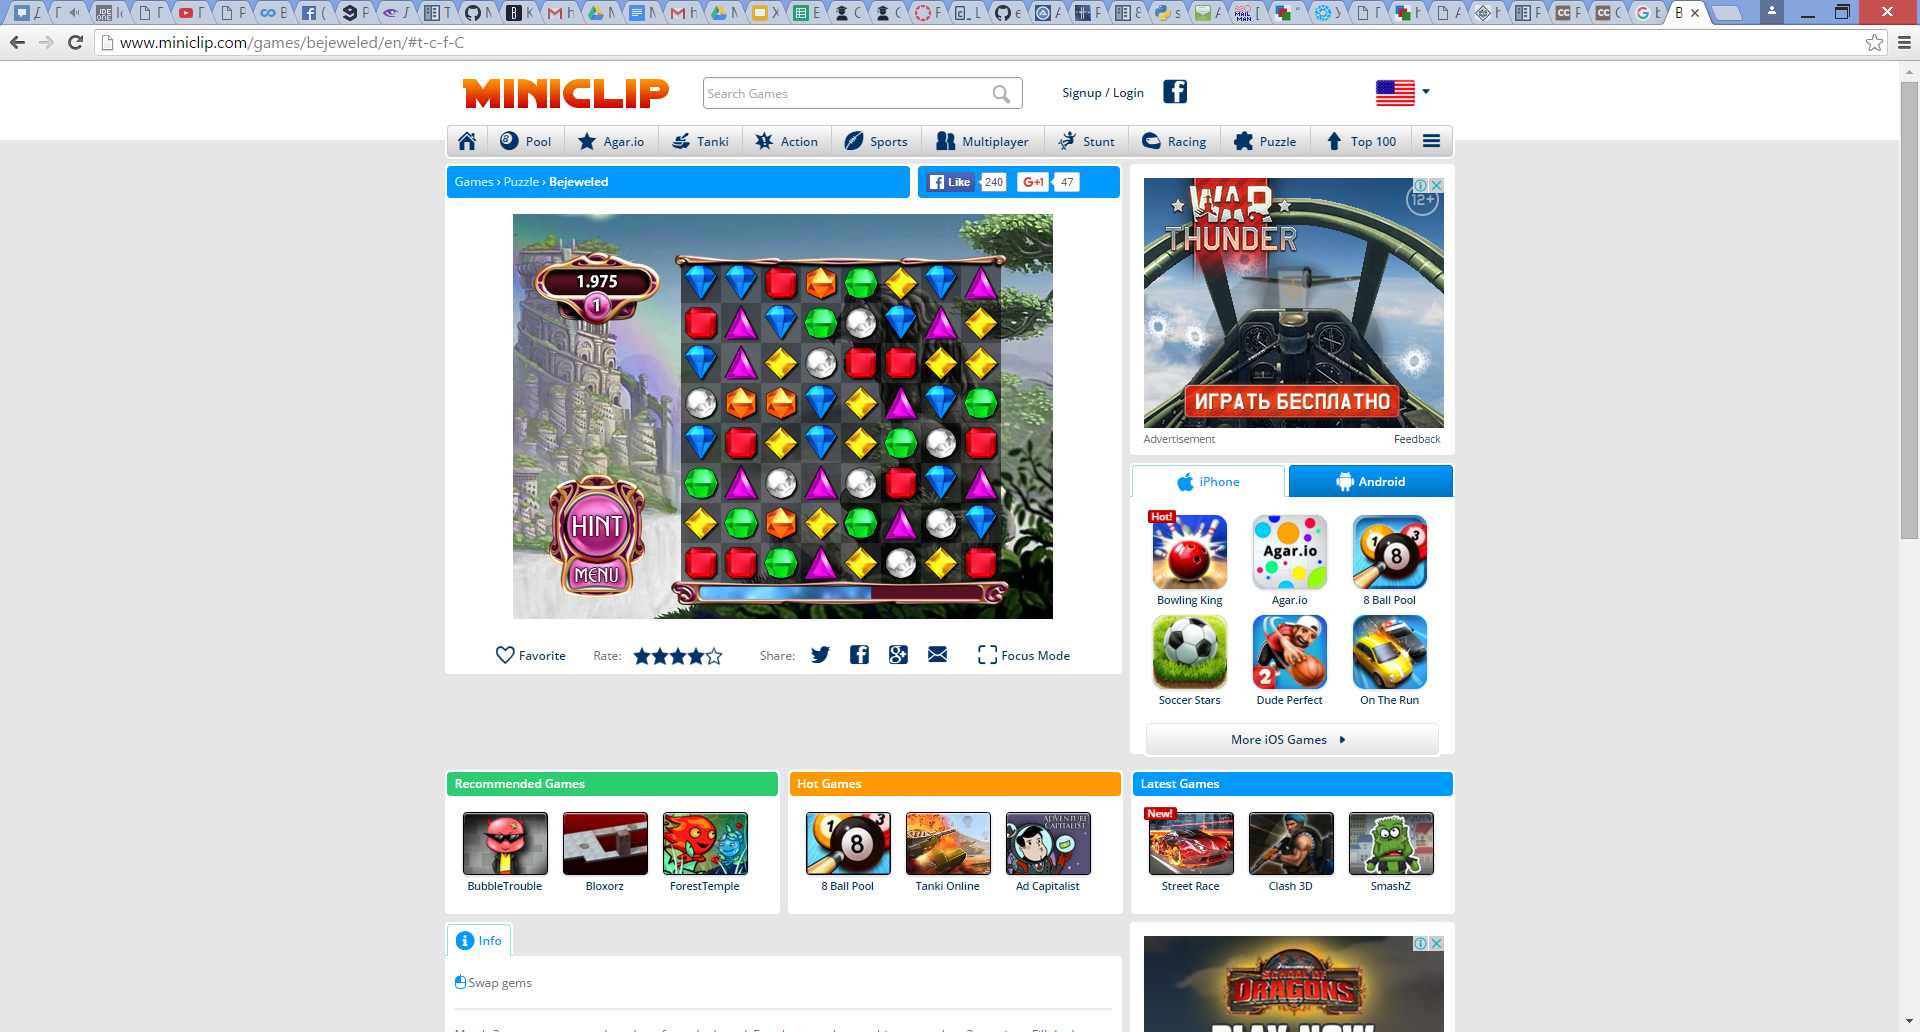 www.miniclip.com/games/bejeweled/en/#t-c-f-C
MINICLIP
Search Games
Signup / Login
Pool
Agar.io
Tanki
Action
Sports
Multiplayer
Stunt
Racing
Puzzle
Top 100
Games › Puzzle › Bejeweled
Like
240
G+1
47
1.975
1
HINT
MENU
WAR
THUNDER
12+
ИГРАТЬ БЕСПЛАТНО
Advertisement
Feedback
iPhone
Android
Hot!
Agar.io
Bowling King
Agar.io
8 Ball Pool
Soccer Stars
Dude Perfect
On The Run
More iOS Games
Favorite
Rate:
Share:
Focus Mode
Recommended Games
BubbleTrouble
Bloxorz
ForestTemple
Hot Games
ADVENTURE
CAPITALIST
8 Ball Pool
Tanki Online
Ad Capitalist
Latest Games
New!
Street Race
Clash 3D
SmashZ
Info
Swap gems
SCHOOL OF
DRAGONS
PLAY NOW